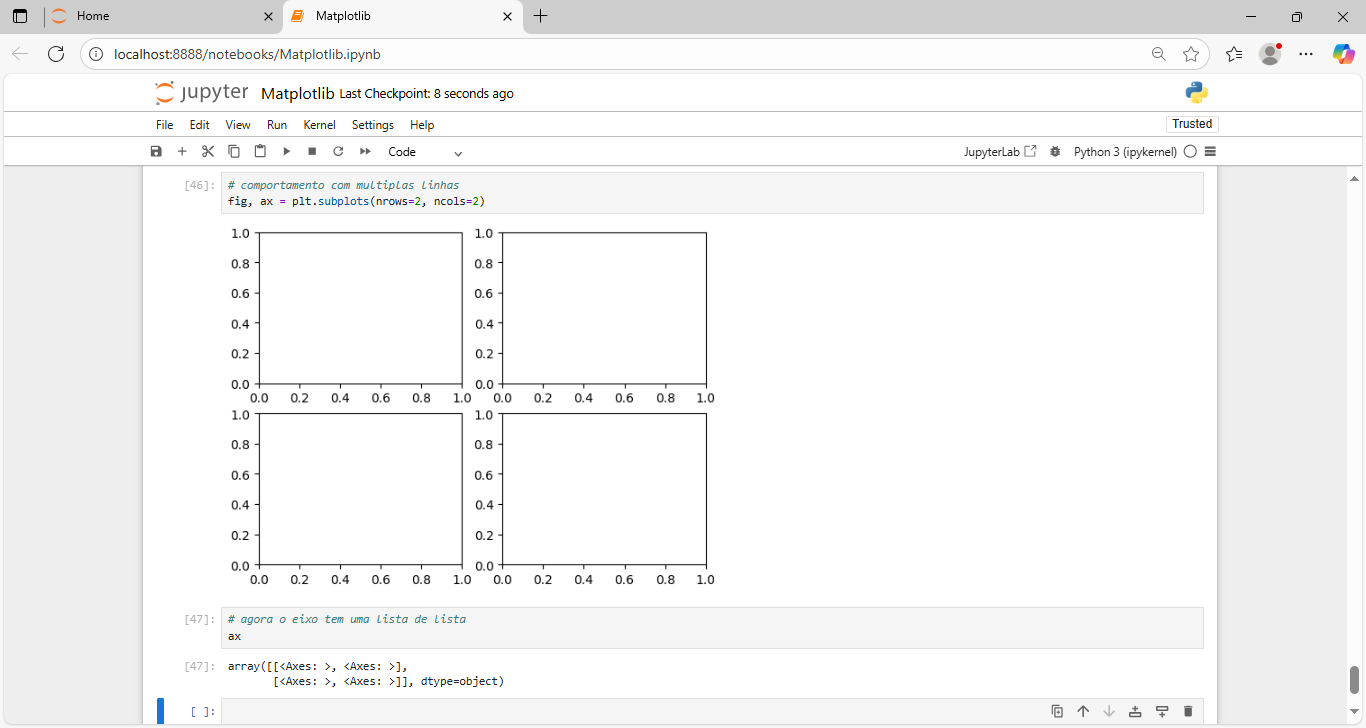 Home
Matplotlib
localhost:8888/notebooks/Matplotlib.ipynb
jupyter Matplotlib Last Checkpoint: 8 seconds ago
File Edit View Run Kernel Settings Help
Trusted
Code
JupyterLab
Python 3 (ipykernel)
[46]:
# comportamento com multiplas linhas
fig, ax = plt.subplots(nrows=2, ncols=2)
1.0 1.0
0.8 0.8
0.6 0.6
0.4 0.4
0.2 0.2
0.0 0.0
0.0 0.2 0.4 0.6 0.8 1.0 0.0 0.2 0.4 0.6 0.8 1.0
1.0 1.0
0.8 0.8
0.6 0.6
0.4 0.4
0.2 0.2
0.0 0.0
0.0 0.2 0.4 0.6 0.8 1.0 0.0 0.2 0.4 0.6 0.8 1.0
[47]:
# agora o eixo tem uma lista de lista
ax
[47]:
array([[<Axes: >, <Axes: >],
[<Axes: >, <Axes: >]], dtype=object)
[ ]: